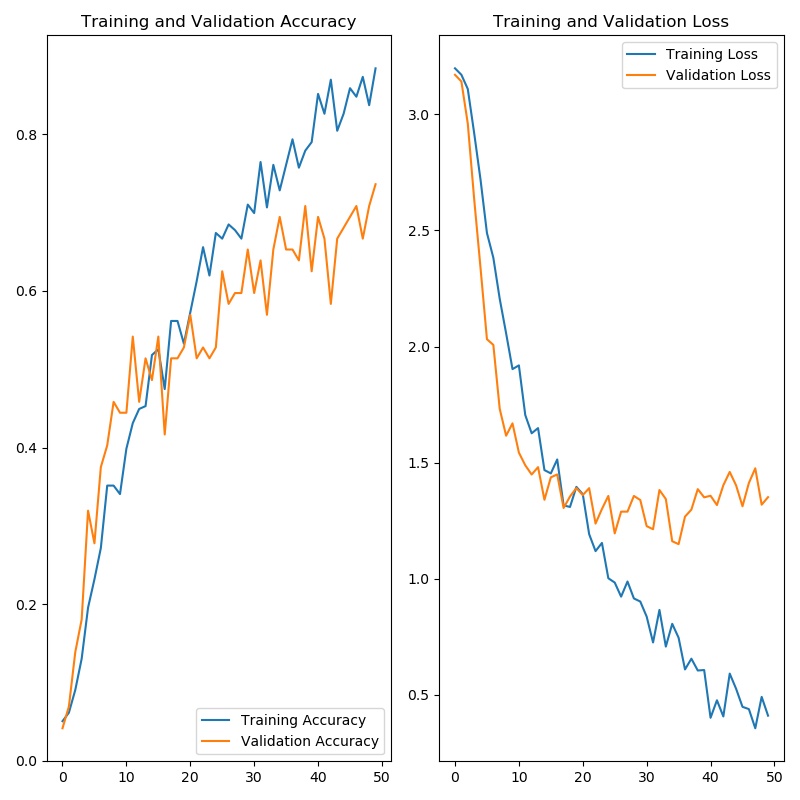 Training and Validation Accuracy
0.8
0.6
0.4
0.2
0.0
0 10 20 30 40 50
Training Accuracy
Validation Accuracy
Training and Validation Loss
3.0
2.5
2.0
1.5
1.0
0.5
0 10 20 30 40 50
Training Loss
Validation Loss